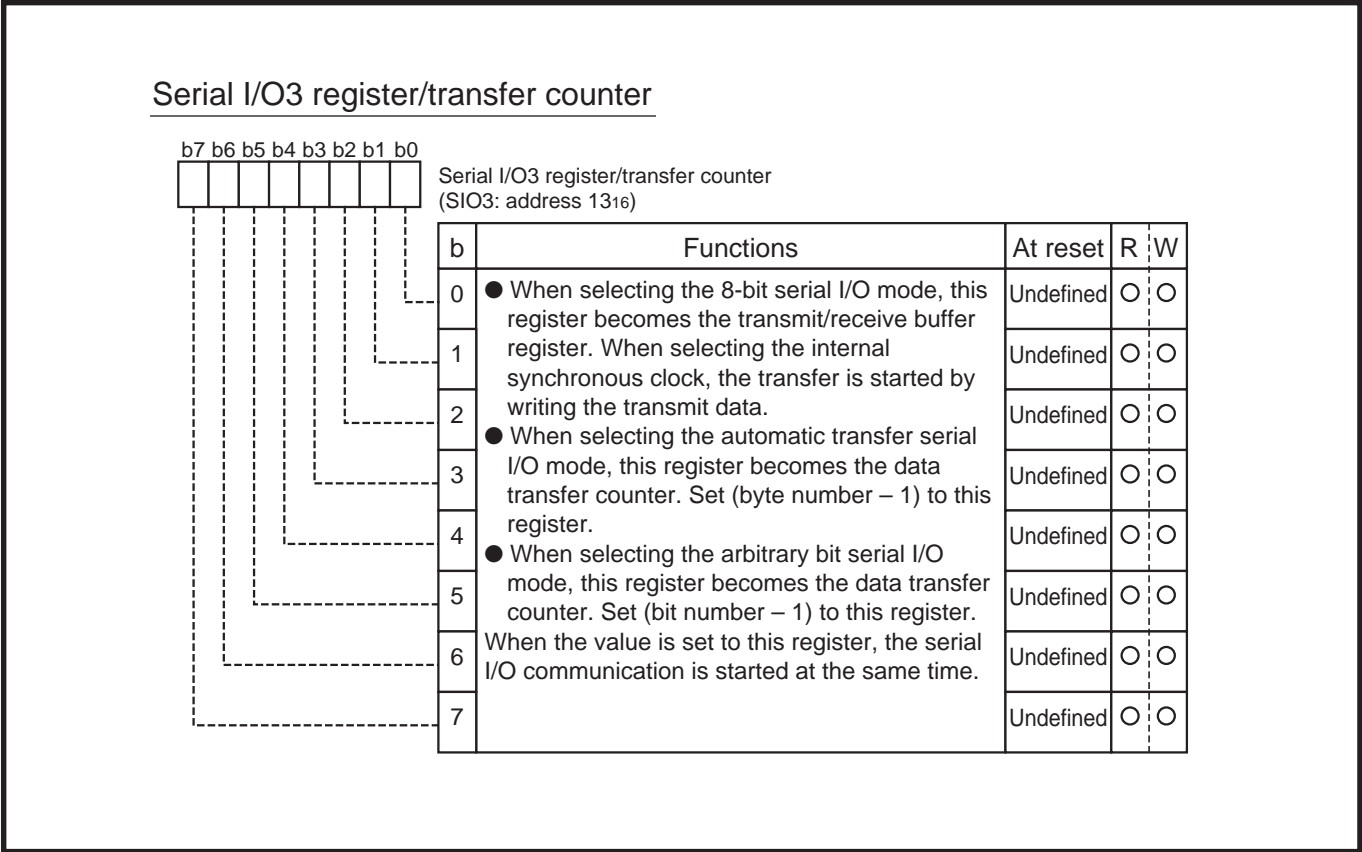 Serial I/O3 register/transfer counter
b7 b6 b5 b4 b3 b2 b1 b0
Serial I/O3 register/transfer counter
(SIO3: address 1316)
b Functions At reset R W
0 Undefined ○ ○
1 Undefined ○ ○
2 Undefined ○ ○
3 Undefined ○ ○
4 Undefined ○ ○
5 Undefined ○ ○
6 Undefined ○ ○
7 Undefined ○ ○
● When selecting the 8-bit serial I/O mode, this
register becomes the transmit/receive buffer
register. When selecting the internal
synchronous clock, the transfer is started by
writing the transmit data.
● When selecting the automatic transfer serial
I/O mode, this register becomes the data
transfer counter. Set (byte number – 1) to this
register.
● When selecting the arbitrary bit serial I/O
mode, this register becomes the data transfer
counter. Set (bit number – 1) to this register.
When the value is set to this register, the serial
I/O communication is started at the same time.